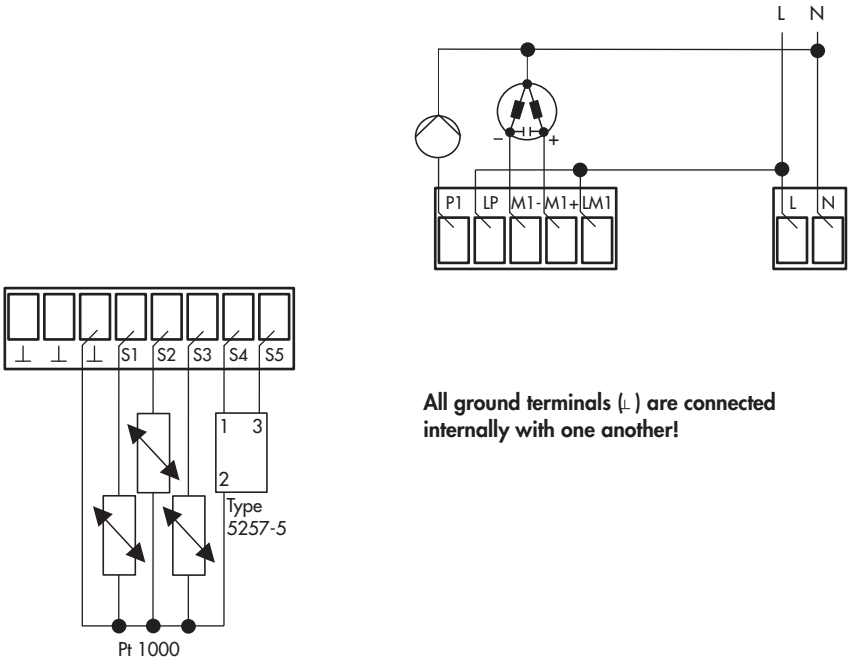 L N
− +
P1 LP M1- M1+ LM1
L N
⊥ ⊥ ⊥ S1 S2 S3 S4 S5
1 3
2
Type
5257-5
Pt 1000
All ground terminals (⊥) are connected
internally with one another!